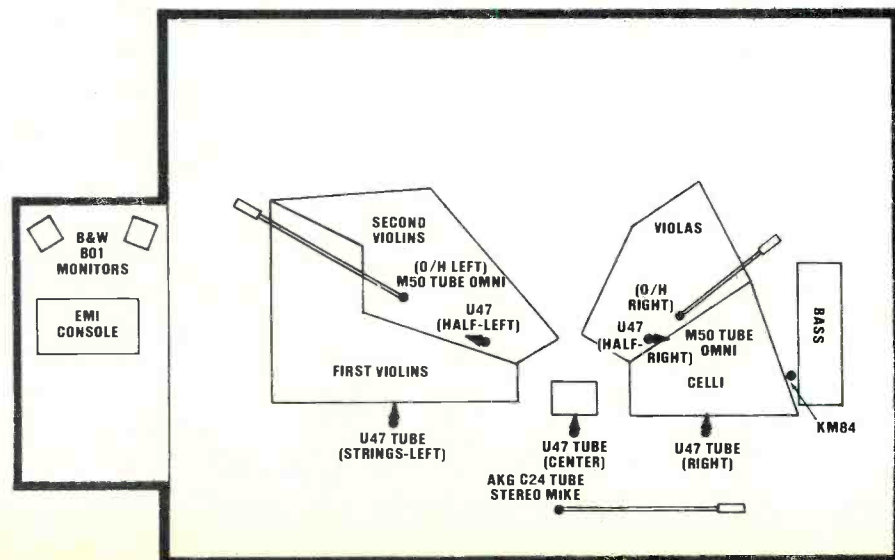 B&W
801
MONITORS
EMI
CONSOLE
SECOND
VIOLINS
(O/H LEFT)
M50 TUBE OMNI
U47
(HALF-LEFT)
FIRST VIOLINS
VIOLAS
(O/H
RIGHT)
U47
(HALF-
RIGHT)
M50 TUBE
OMNI
CELLI
BASS
KM84
U47 TUBE
(STRINGS-LEFT)
U47 TUBE
(CENTER)
U47 TUBE
(RIGHT)
AKG C24 TUBE
STEREO MIKE